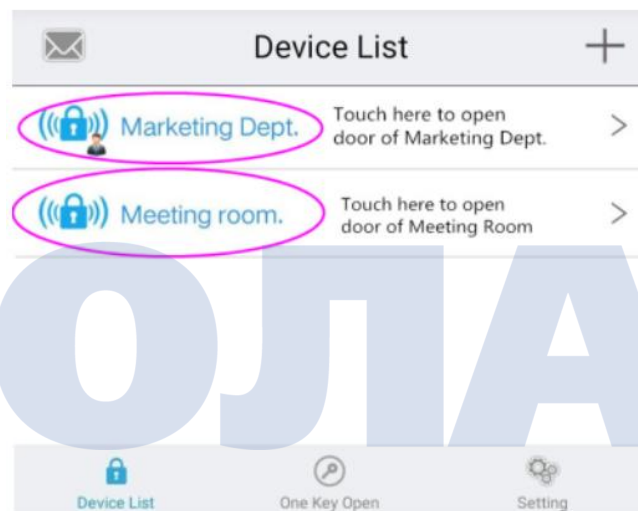 Device List
Marketing Dept.
Touch here to open
door of Marketing Dept.
Meeting room.
Touch here to open
door of Meeting Room
ОЛА
Device List
One Key Open
Setting